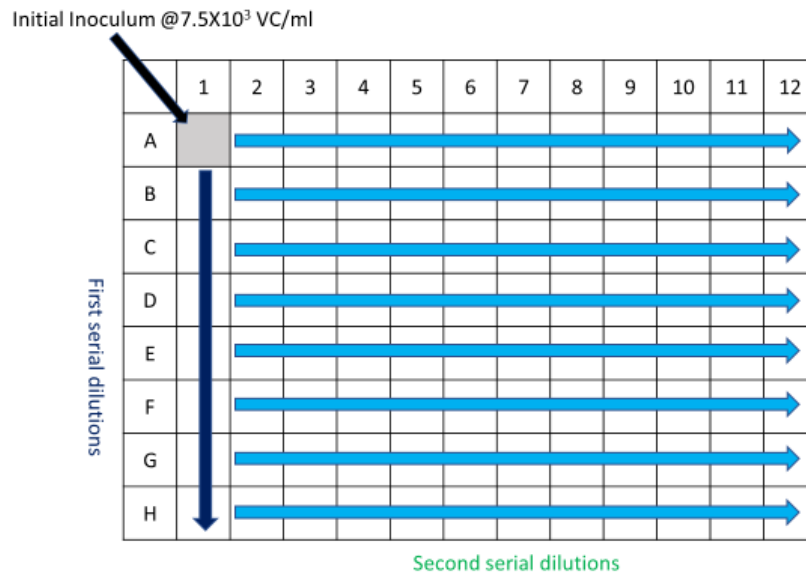 Initial Inoculum @7.5X10³ VC/ml
1 2 3 4 5 6 7 8 9 10 11 12
A
B
C
D
E
F
G
H
First serial dilutions
Second serial dilutions